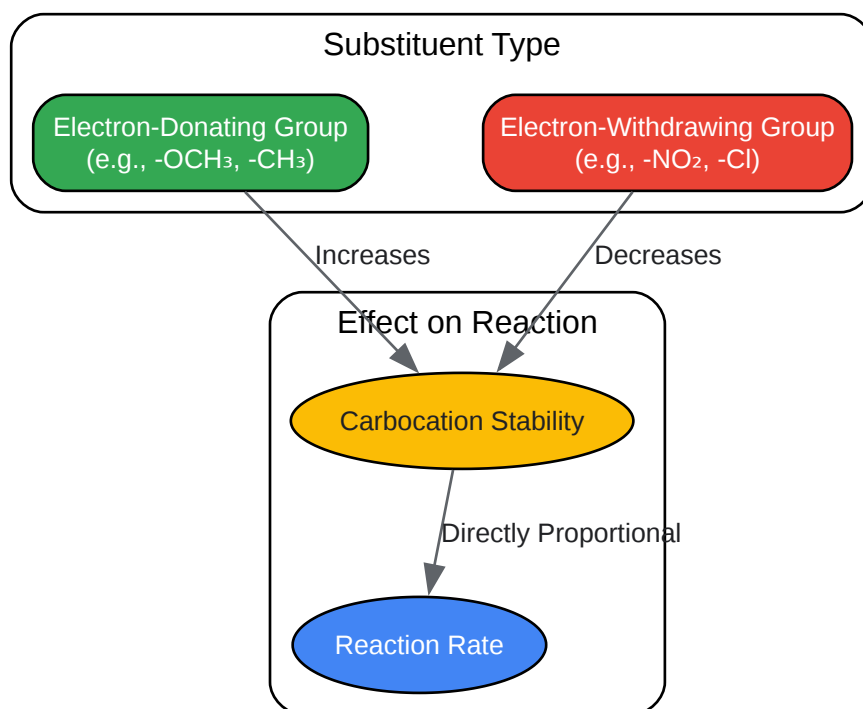 Substituent Type
Electron-Donating Group
(e.g., -OCH₃, -CH₃)
Electron-Withdrawing Group
(e.g., -NO₂, -Cl)
Increases
Decreases
Effect on Reaction
Carbocation Stability
Directly Proportional
Reaction Rate